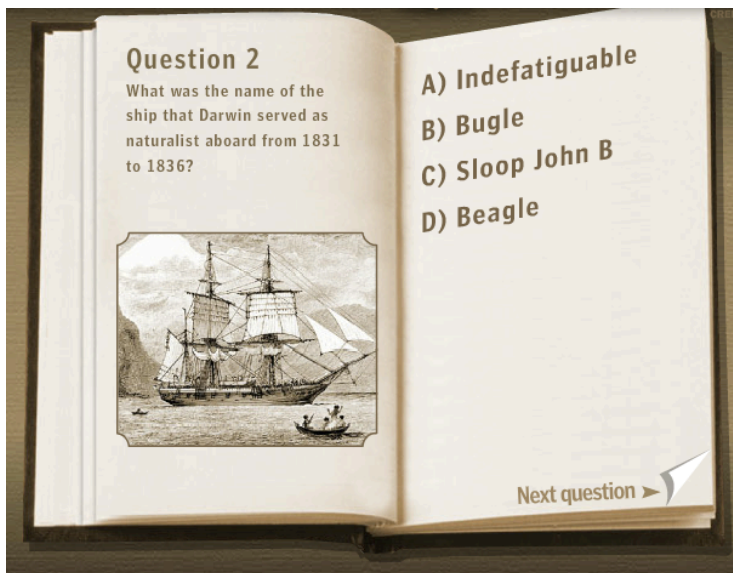 Question 2
What was the name of the
ship that Darwin served as
naturalist aboard from 1831
to 1836?
A) Indefatiguable
B) Bugle
C) Sloop John B
D) Beagle
Next question